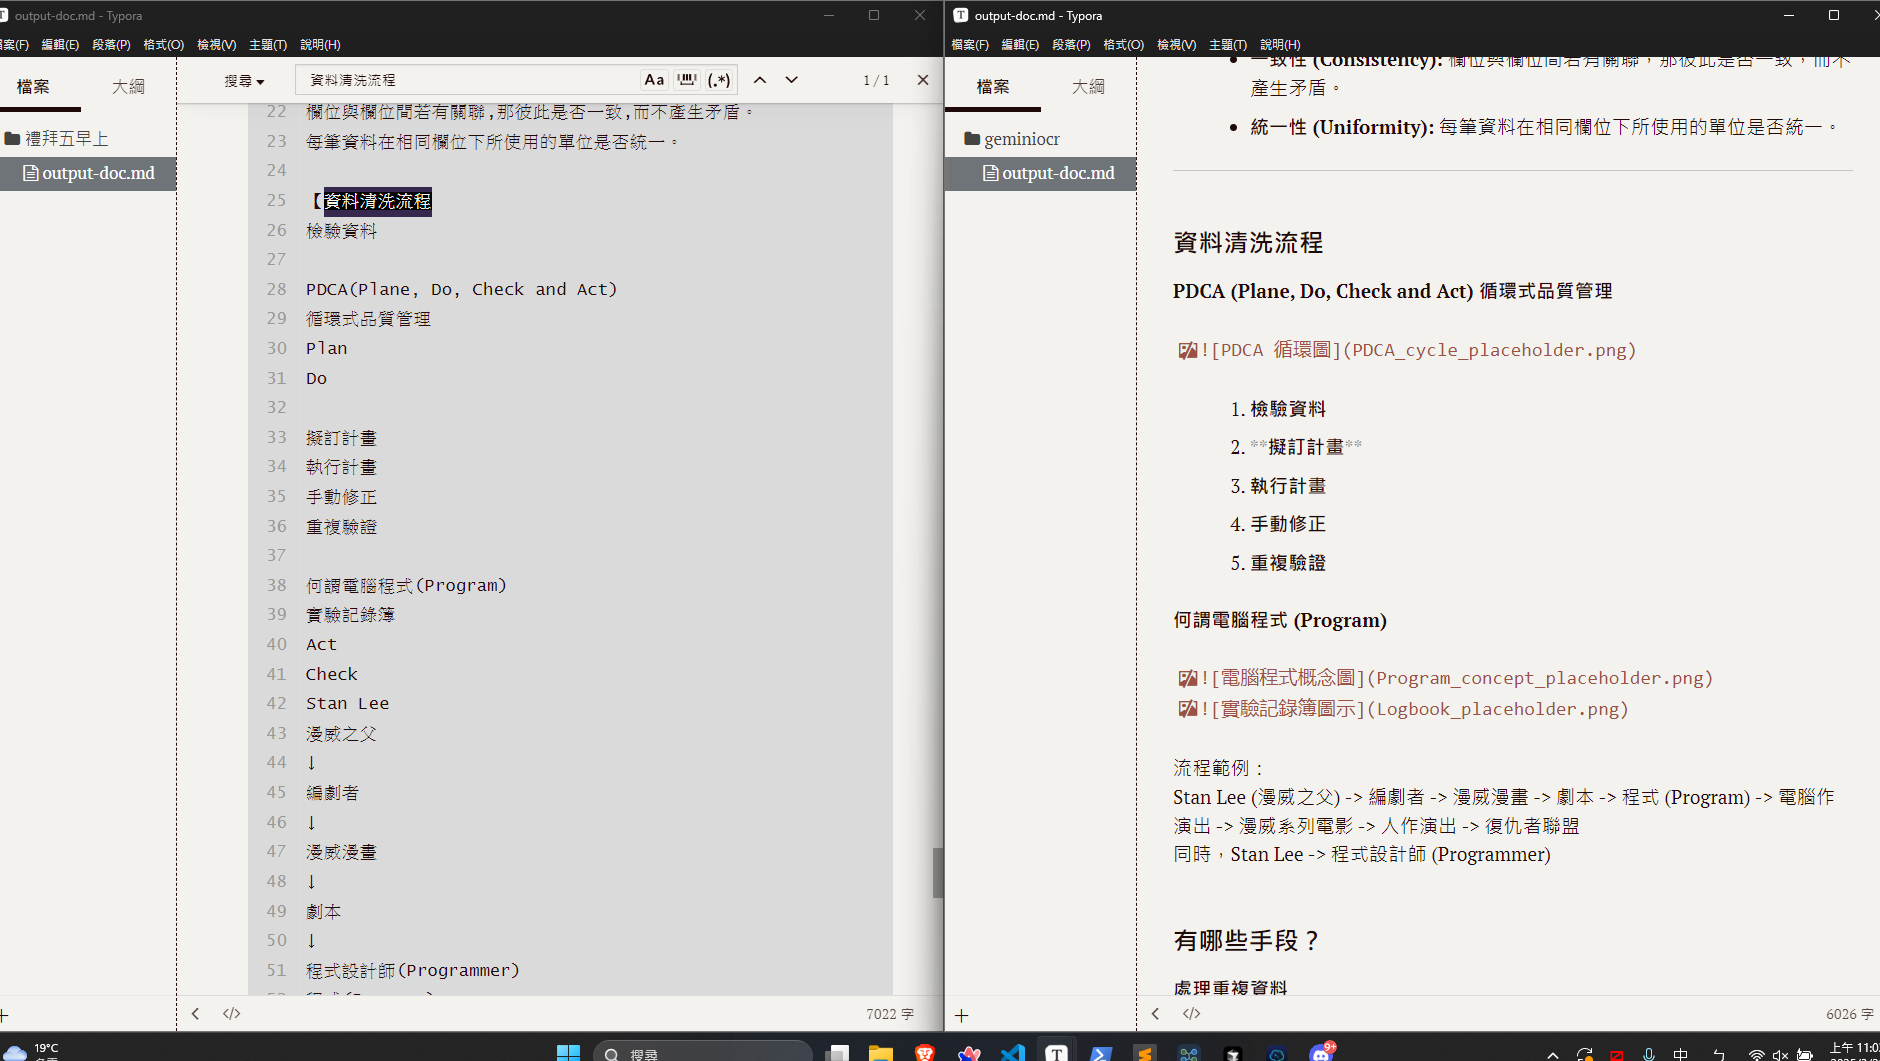 output-doc.md - Typora
檔案(F) 編輯(E) 段落(P) 格式(O) 檢視(V) 主題(T) 說明(H)
檔案 大綱
禮拜五早上
output-doc.md
搜尋 資料清洗流程 Aa (.*) 1 / 1
22 欄位與欄位間若有關聯,那彼此是否一致,而不產生矛盾。
23 每筆資料在相同欄位下所使用的單位是否統一。
24
25 【資料清洗流程
26 檢驗資料
27
28 PDCA(Plane, Do, Check and Act)
29 循環式品質管理
30 Plan
31 Do
32
33 擬訂計畫
34 執行計畫
35 手動修正
36 重複驗證
37
38 何謂電腦程式(Program)
39 實驗記錄簿
40 Act
41 Check
42 Stan Lee
43 漫威之父
44 ↓
45 編劇者
46 ↓
47 漫威漫畫
48 ↓
49 劇本
50 ↓
51 程式設計師(Programmer)
</> 7022 字
output-doc.md - Typora
檔案(F) 編輯(E) 段落(P) 格式(O) 檢視(V) 主題(T) 說明(H)
檔案 大綱
geminiocr
output-doc.md
一致性 (Consistency): 欄位與欄位間若有關聯，那彼此是否一致，而不
產生矛盾。
統一性 (Uniformity): 每筆資料在相同欄位下所使用的單位是否統一。
資料清洗流程
PDCA (Plane, Do, Check and Act) 循環式品質管理
![PDCA 循環圖](PDCA_cycle_placeholder.png)
1. 檢驗資料
2. **擬訂計畫**
3. 執行計畫
4. 手動修正
5. 重複驗證
何謂電腦程式 (Program)
![電腦程式概念圖](Program_concept_placeholder.png)
![實驗記錄簿圖示](Logbook_placeholder.png)
流程範例：
Stan Lee (漫威之父) -> 編劇者 -> 漫威漫畫 -> 劇本 -> 程式 (Program) -> 電腦作
演出 -> 漫威系列電影 -> 人作演出 -> 復仇者聯盟
同時，Stan Lee -> 程式設計師 (Programmer)
有哪些手段？
處理重複資料
</> 6026 字
19°C
搜尋
9+
中
上午 11:0